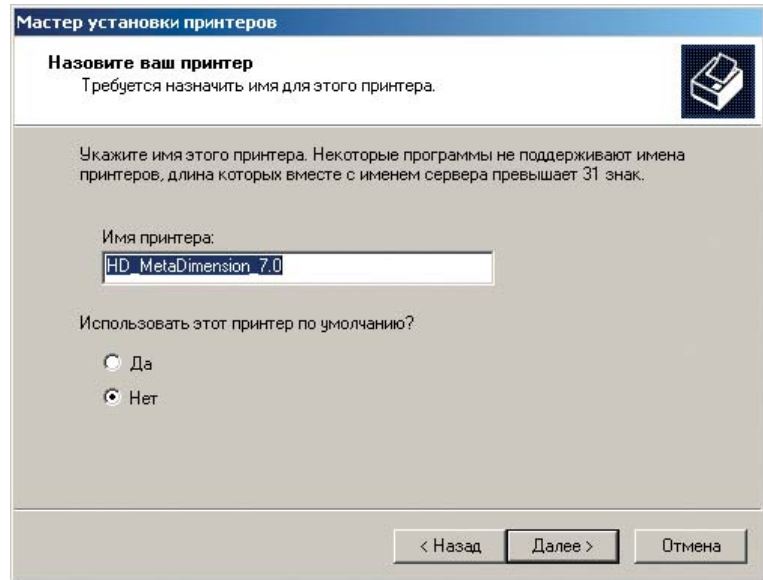 Мастер установки принтеров
Назовите ваш принтер
Требуется назначить имя для этого принтера.
Укажите имя этого принтера. Некоторые программы не поддерживают имена
принтеров, длина которых вместе с именем сервера превышает 31 знак.
Имя принтера:
HD_MetaDimension_7.0
Использовать этот принтер по умолчанию?
Да
Нет
< Назад
Далее >
Отмена